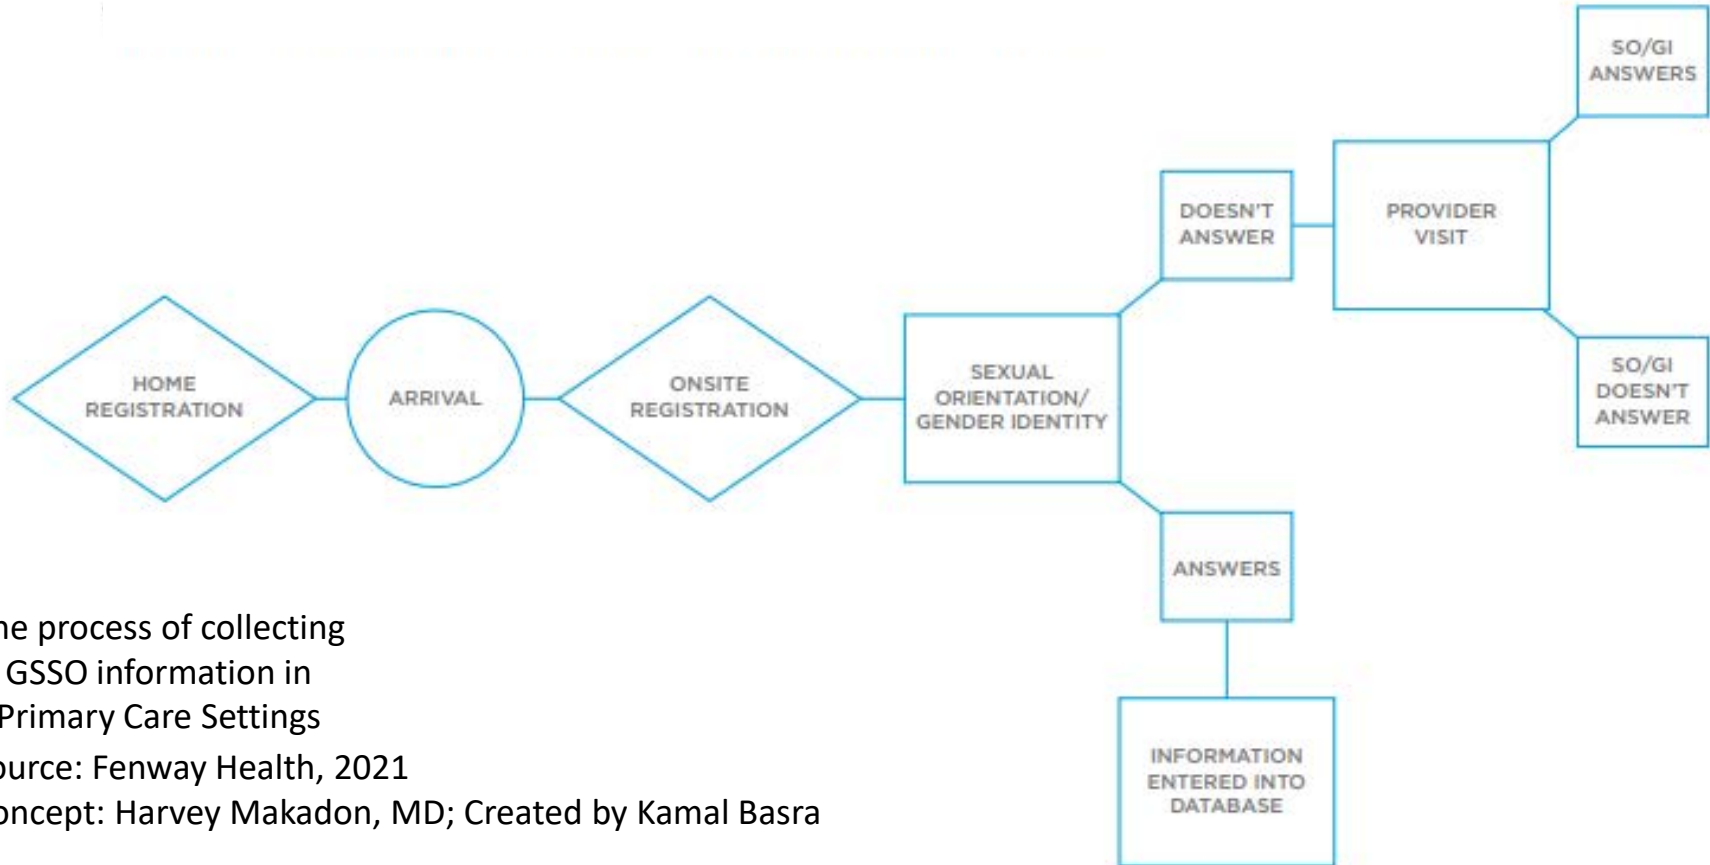 HOME
REGISTRATION
ARRIVAL
ONSITE
REGISTRATION
SEXUAL
ORIENTATION/
GENDER IDENTITY
DOESN'T
ANSWER
PROVIDER
VISIT
SO/GI
ANSWERS
SO/GI
DOESN'T
ANSWER
ANSWERS
INFORMATION
ENTERED INTO
DATABASE
he process of collecting
GSSO information in
Primary Care Settings
ource: Fenway Health, 2021
oncept: Harvey Makadon, MD; Created by Kamal Basra